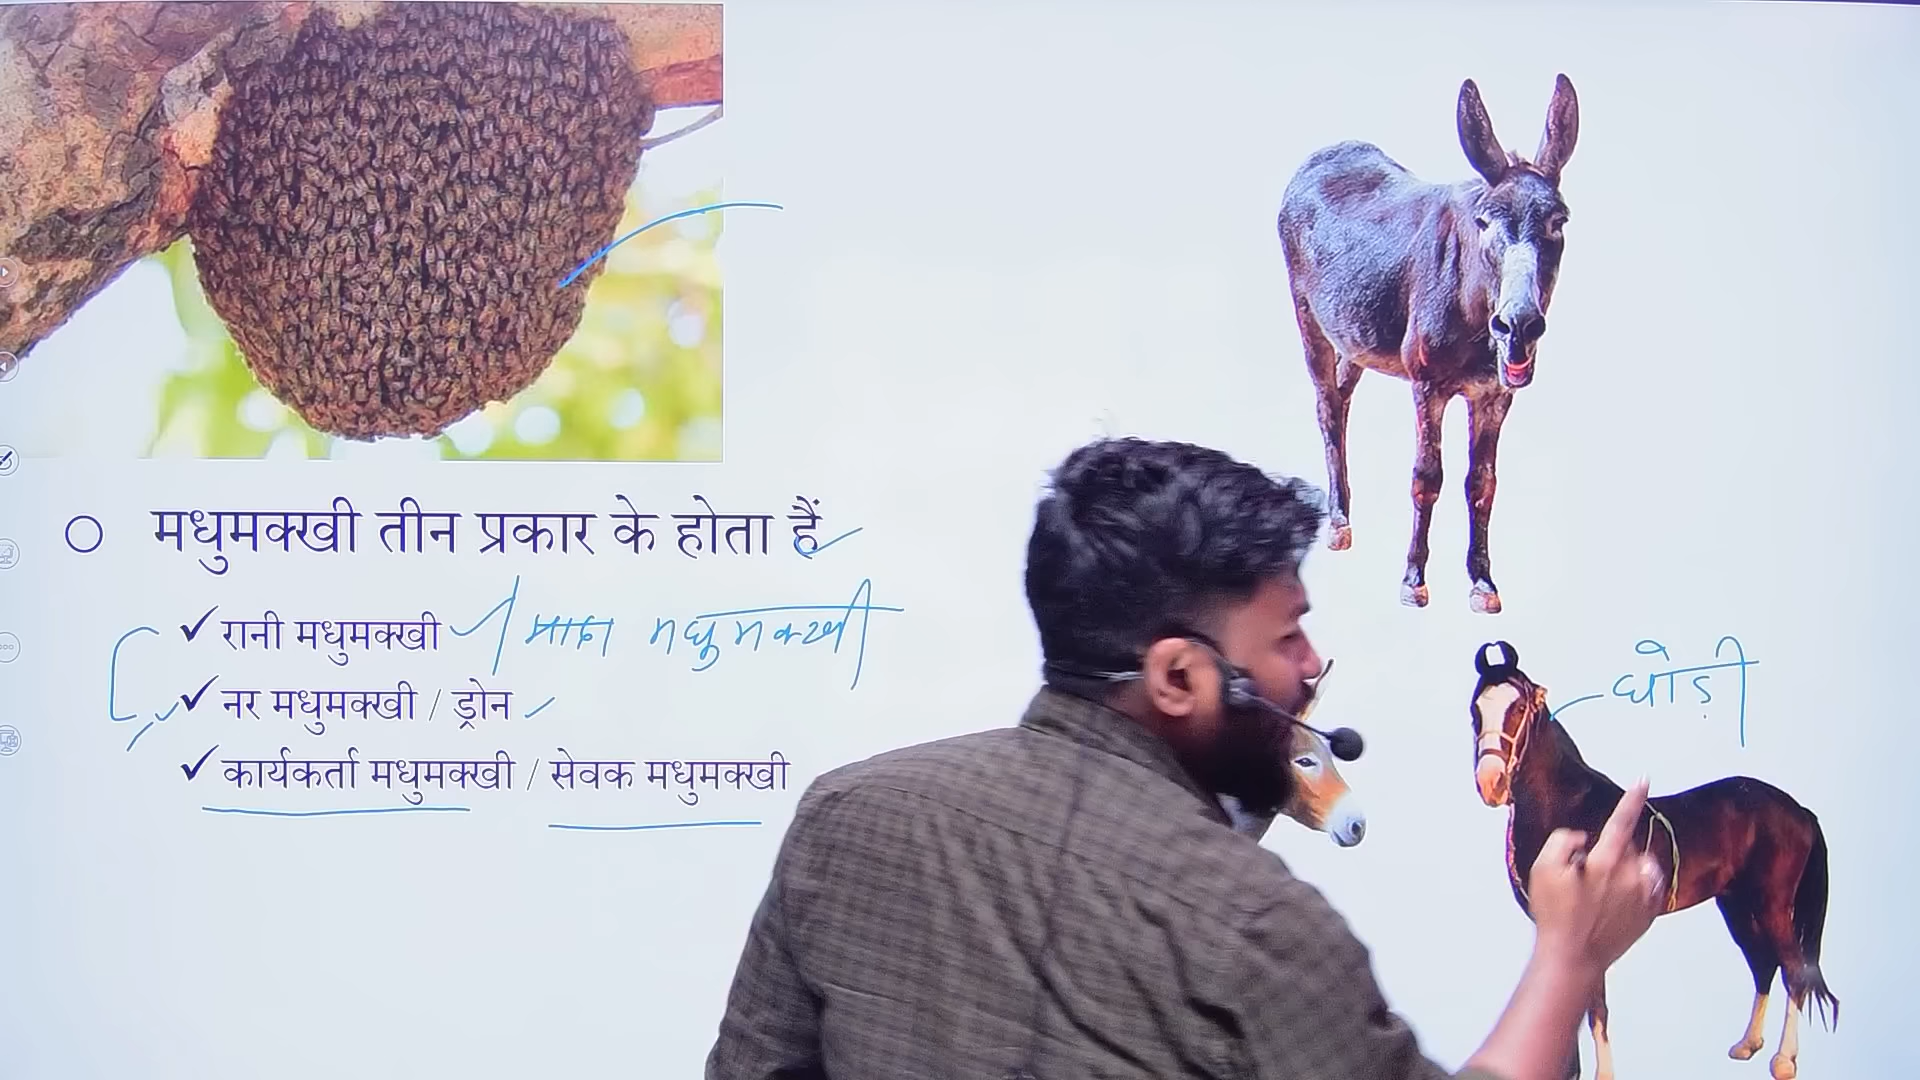 मधुमक्खी तीन प्रकार के होता हैं
रानी मधुमक्खी मादा मधुमक्खी
नर मधुमक्खी / ड्रोन
कार्यकर्ता मधुमक्खी / सेवक मधुमक्खी
घोड़ी